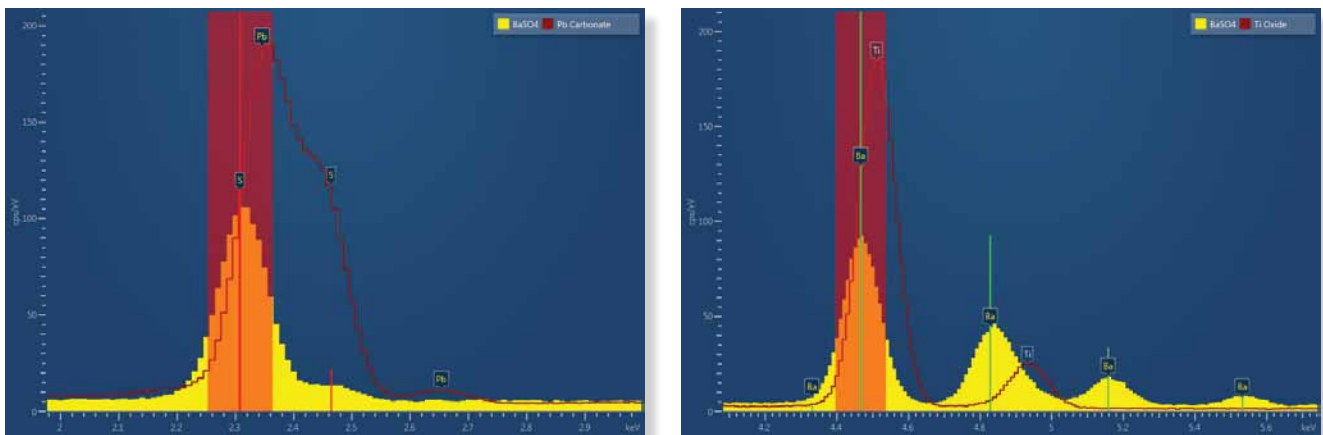 BaSO4 Pb Carbonate
200
150
100
50
0
cps/eV
Pb
S
S
Pb
2 2.1 2.2 2.3 2.4 2.5 2.6 2.7 2.8 2.9 keV
BaSO4 Ti Oxide
200
150
100
50
0
cps/eV
Ti
Ba
Ba
Ba
Ti
Ba
Ba
4.2 4.4 4.6 4.8 5 5.2 5.4 5.6 keV